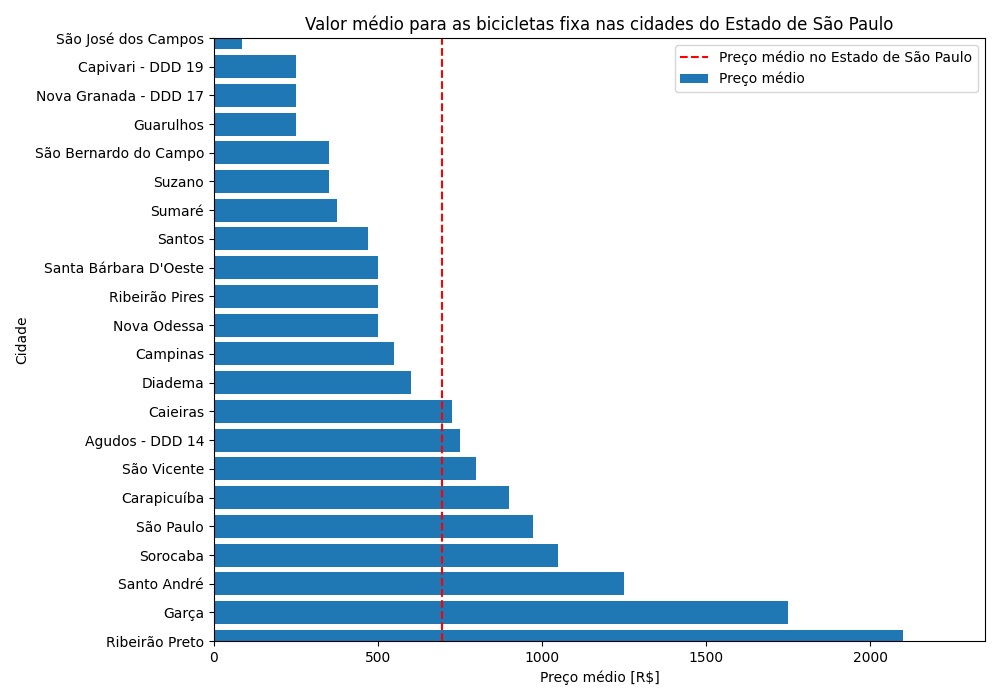 Valor médio para as bicicletas fixa nas cidades do Estado de São Paulo
Preço médio no Estado de São Paulo
Preço médio
São José dos Campos
Capivari - DDD 19
Nova Granada - DDD 17
Guarulhos
São Bernardo do Campo
Suzano
Sumaré
Santos
Santa Bárbara D'Oeste
Ribeirão Pires
Nova Odessa
Campinas
Diadema
Caieiras
Agudos - DDD 14
São Vicente
Carapicuíba
São Paulo
Sorocaba
Santo André
Garça
Ribeirão Preto
Cidade
0 500 1000 1500 2000
Preço médio [R$]